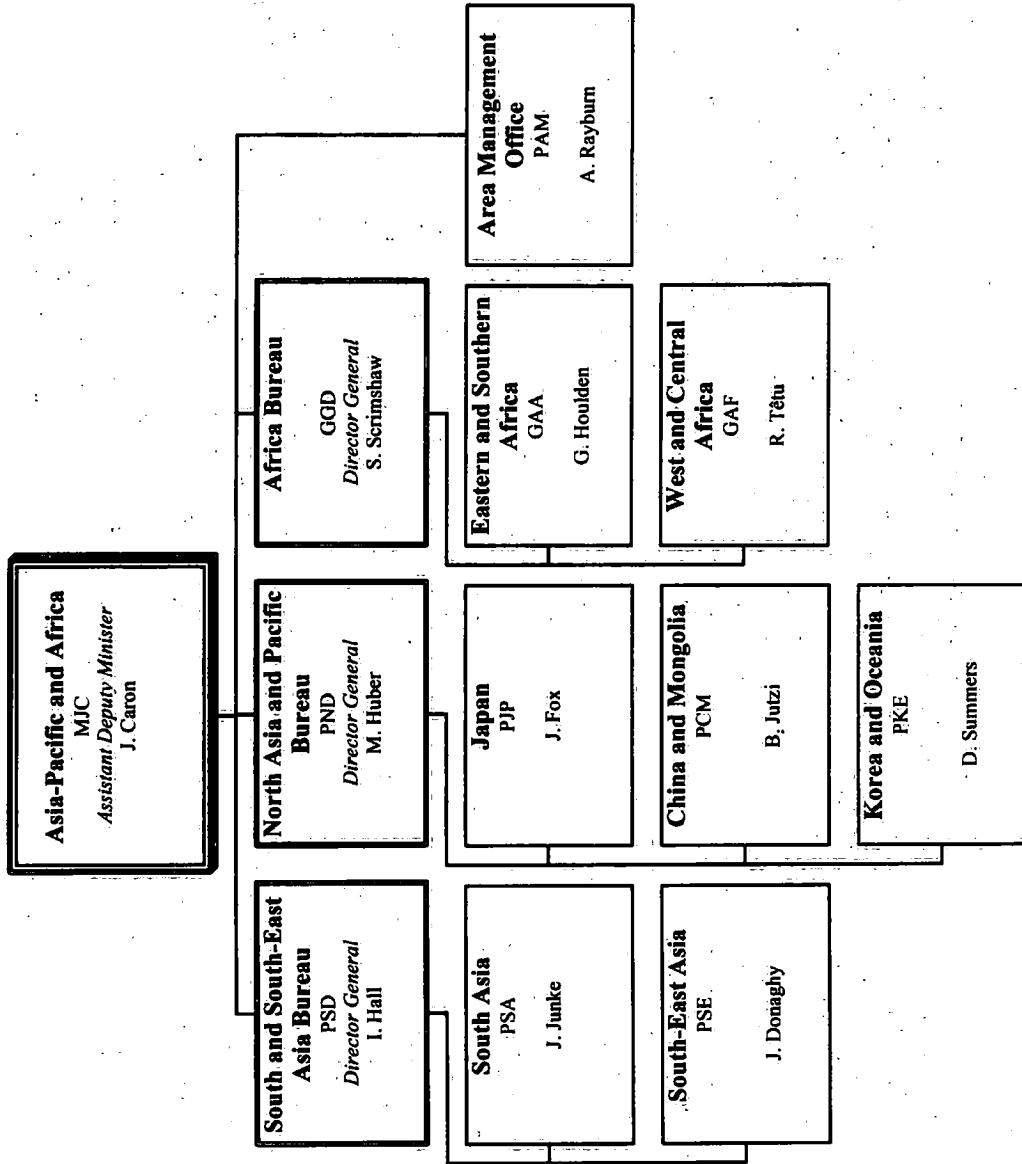 Asia-Pacific and Africa
MJC
Assistant Deputy Minister
J. Caron
South and South-East
Asia Bureau
PSD
Director General
I. Hall
North Asia and Pacific
Bureau
PND
Director General
M. Huber
Africa Bureau
GGD
Director General
S. Scrimshaw
Area Management
Office
PAM
A. Rayburn
South Asia
PSA
J. Junke
South-East Asia
PSE
J. Donaghy
Japan
PJP
J. Fox
China and Mongolia
PCM
B. Jutzi
Korea and Oceania
PKE
D. Summers
Eastern and Southern
Africa
GAA
G. Houlden
West and Central
Africa
GAF
R. Têtu